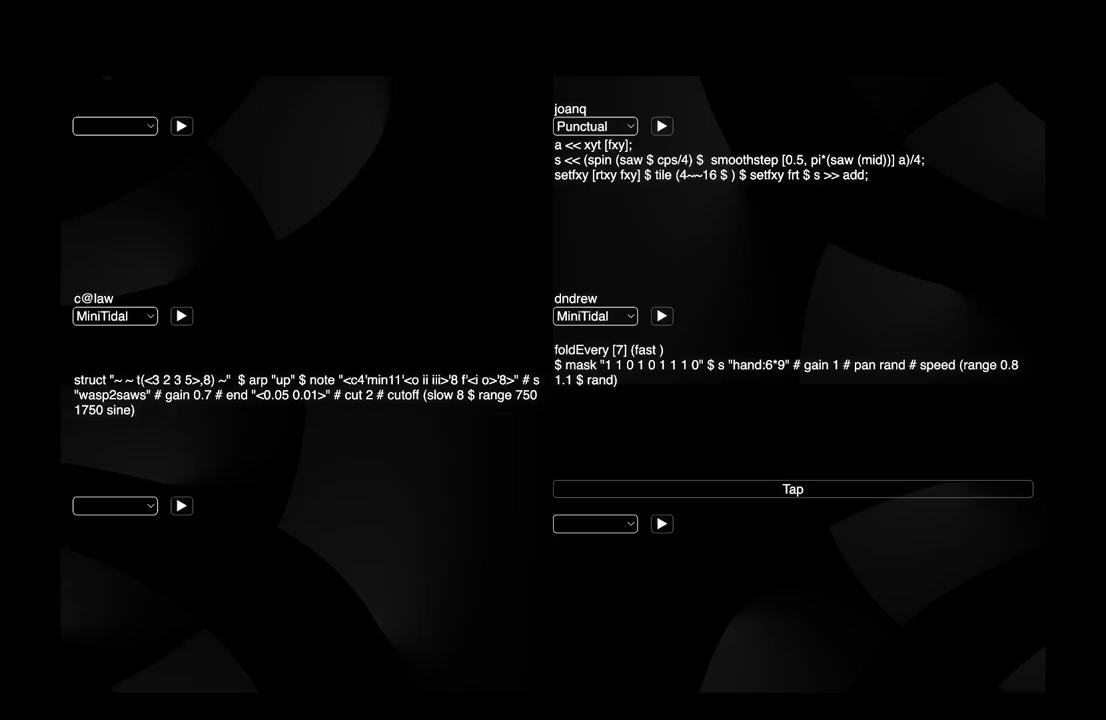 joanq
Punctual
a << xyt [fxy];
s << (spin (saw $ cps/4) $  smoothstep [0.5, pi*(saw (mid))] a)/4;
setfxy [rtxy fxy] $ tile (4~~16 $ ) $ setfxy frt $ s >> add;
c@law
MiniTidal
struct "~ ~ t(<3 2 3 5>,8) ~"  $ arp "up" $ note "<c4'min11'<o ii iii>'8 f'<i o>'8>" # s
"wasp2saws" # gain 0.7 # end "<0.05 0.01>" # cut 2 # cutoff (slow 8 $ range 750
1750 sine)
dndrew
MiniTidal
foldEvery [7] (fast )
$ mask "1 1 0 1 0 1 1 1 0" $ s "hand:6*9" # gain 1 # pan rand # speed (range 0.8
1.1 $ rand)
Tap